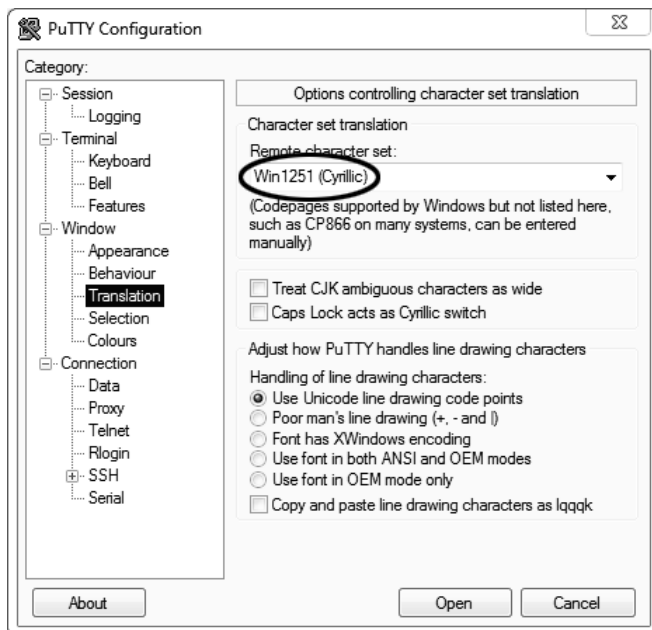 PuTTY Configuration
Category:
Session
Logging
Terminal
Keyboard
Bell
Features
Window
Appearance
Behaviour
Translation
Selection
Colours
Connection
Data
Proxy
Telnet
Rlogin
SSH
Serial
Options controlling character set translation
Character set translation
Remote character set:
Win1251 (Cyrillic)
(Codepages supported by Windows but not listed here,
such as CP866 on many systems, can be entered
manually)
Treat CJK ambiguous characters as wide
Caps Lock acts as Cyrillic switch
Adjust how PuTTY handles line drawing characters
Handling of line drawing characters:
Use Unicode line drawing code points
Poor man's line drawing (+, - and |)
Font has XWindows encoding
Use font in both ANSI and OEM modes
Use font in OEM mode only
Copy and paste line drawing characters as lqqqk
About
Open
Cancel